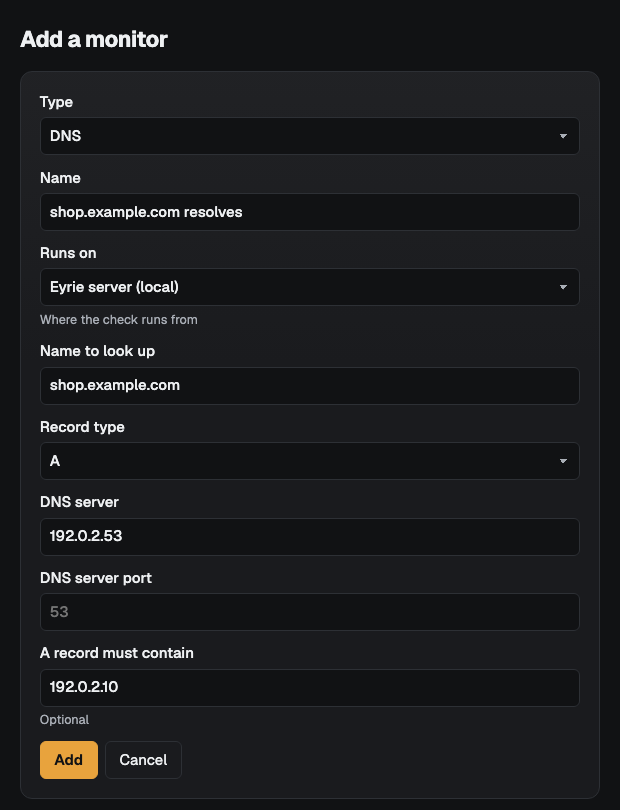 Add a monitor
Type
DNS
Name
shop.example.com resolves
Runs on
Eyrie server (local)
Where the check runs from
Name to look up
shop.example.com
Record type
A
DNS server
192.0.2.53
DNS server port
53
A record must contain
192.0.2.10
Optional
Add Cancel